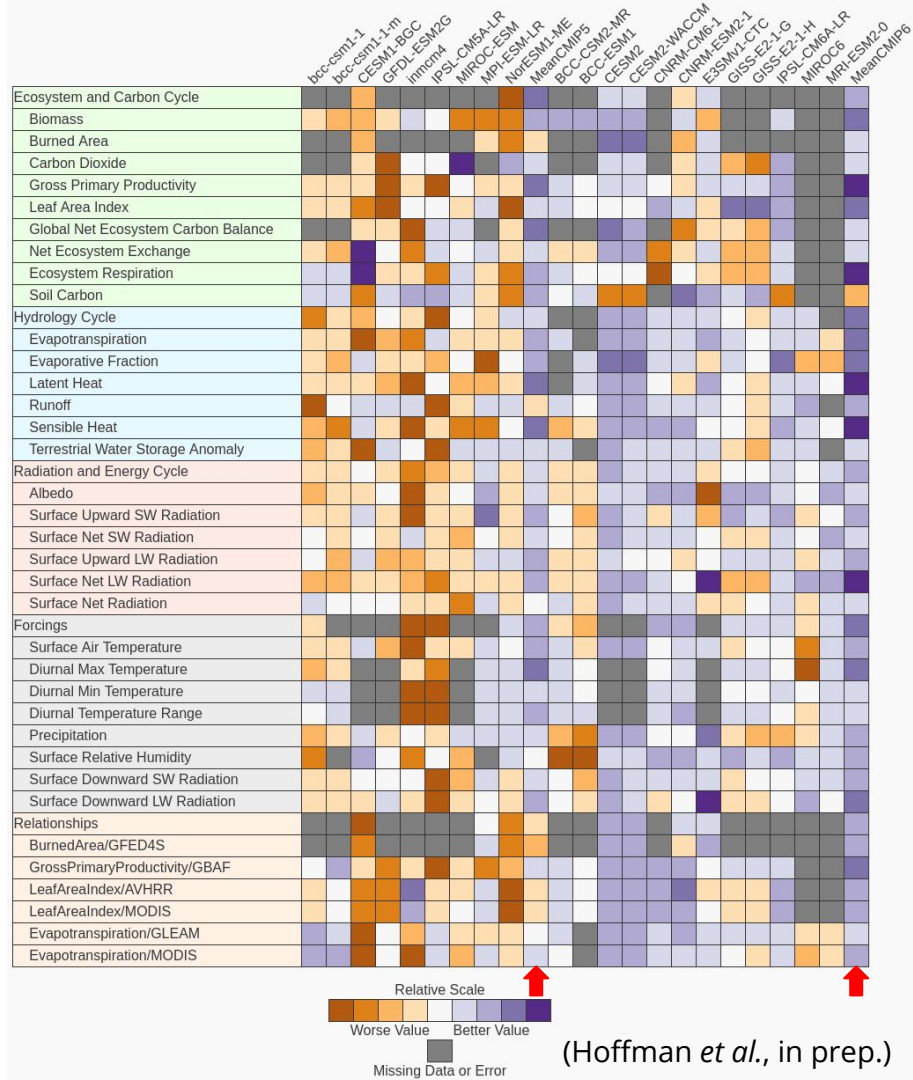 bcc-csm1-1
bcc-csm1-1-m
CESM1-BGC
GFDL-ESM2G
inmcm4
IPSL-CM5A-LR
MIROC-ESM
MPI-ESM-LR
NorESM1-ME
MeanCMIP5
BCC-CSM2-MR
BCC-ESM1
CESM2
CESM2-WACCM
CNRM-CM6-1
CNRM-ESM2-1
E3SMv1-CTC
GISS-E2-1-G
GISS-E2-1-H
IPSL-CM6A-LR
MIROC6
MRI-ESM2-0
MeanCMIP6
Ecosystem and Carbon Cycle
Biomass
Burned Area
Carbon Dioxide
Gross Primary Productivity
Leaf Area Index
Global Net Ecosystem Carbon Balance
Net Ecosystem Exchange
Ecosystem Respiration
Soil Carbon
Hydrology Cycle
Evapotranspiration
Evaporative Fraction
Latent Heat
Runoff
Sensible Heat
Terrestrial Water Storage Anomaly
Radiation and Energy Cycle
Albedo
Surface Upward SW Radiation
Surface Net SW Radiation
Surface Upward LW Radiation
Surface Net LW Radiation
Surface Net Radiation
Forcings
Surface Air Temperature
Diurnal Max Temperature
Diurnal Min Temperature
Diurnal Temperature Range
Precipitation
Surface Relative Humidity
Surface Downward SW Radiation
Surface Downward LW Radiation
Relationships
BurnedArea/GFED4S
GrossPrimaryProductivity/GBAF
LeafAreaIndex/AVHRR
LeafAreaIndex/MODIS
Evapotranspiration/GLEAM
Evapotranspiration/MODIS
Relative Scale
Worse Value Better Value
Missing Data or Error
(Hoffman et al., in prep.)